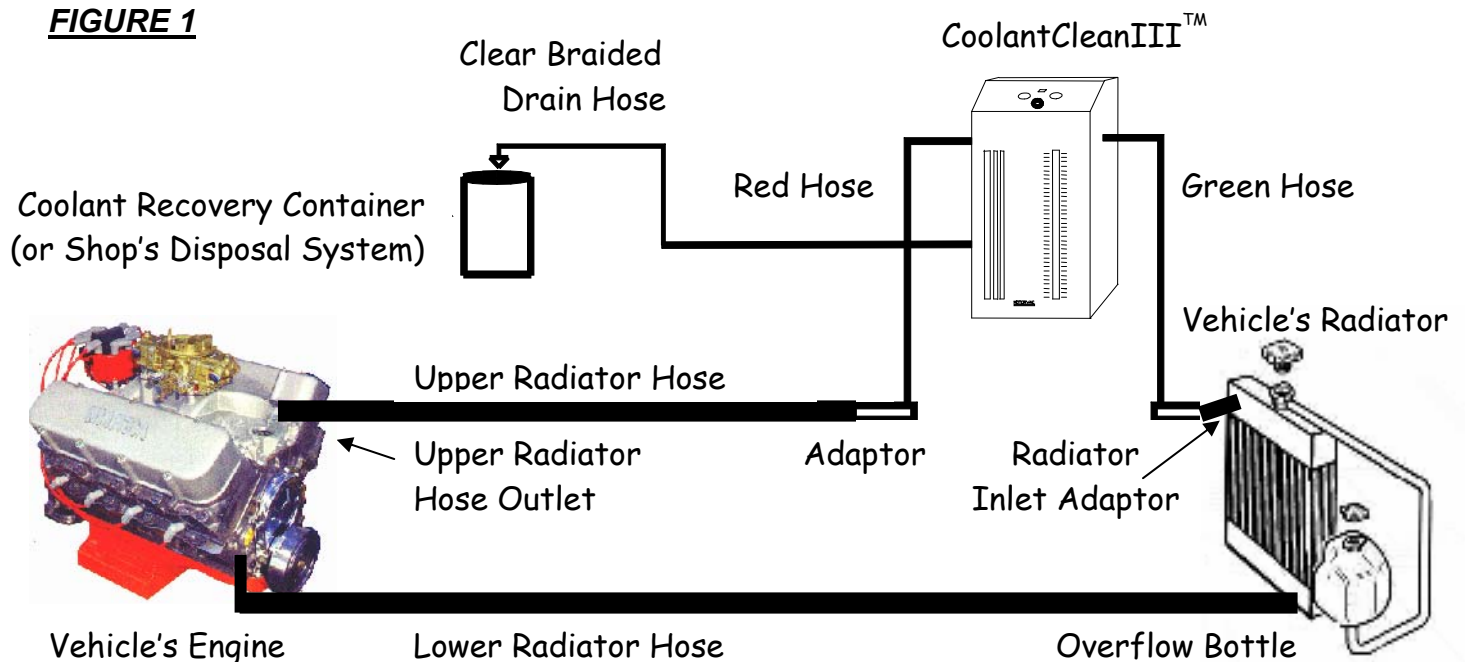 FIGURE 1
CoolantCleanIII™
Clear Braided
Drain Hose
Red Hose
Green Hose
Coolant Recovery Container
(or Shop's Disposal System)
Vehicle's Radiator
Upper Radiator Hose
Upper Radiator
Hose Outlet
Adaptor
Radiator
Inlet Adaptor
Vehicle's Engine
Lower Radiator Hose
Overflow Bottle